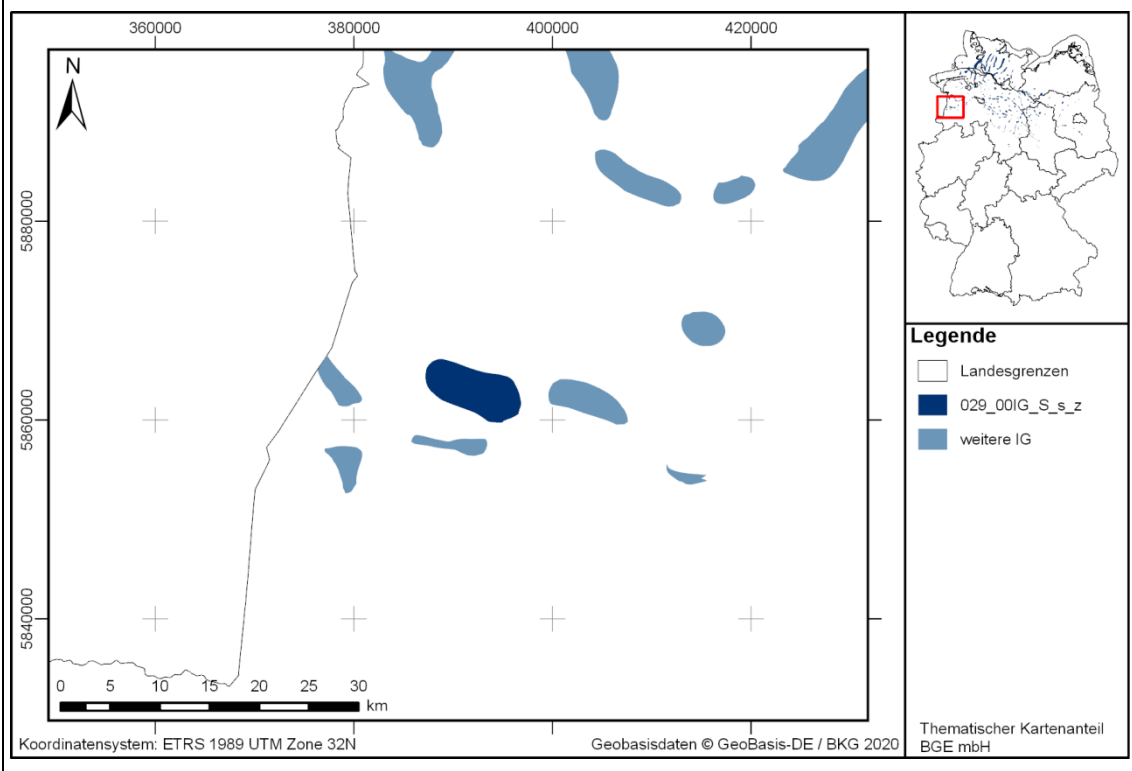 360000 380000 400000 420000
N
5880000
5860000
5840000
0 5 10 15 20 25 30
km
Koordinatensystem: ETRS 1989 UTM Zone 32N
Geobasisdaten © GeoBasis-DE / BKG 2020
Legende
Landesgrenzen
029_00IG_S_s_z
weitere IG
Thematischer Kartenanteil
BGE mbH